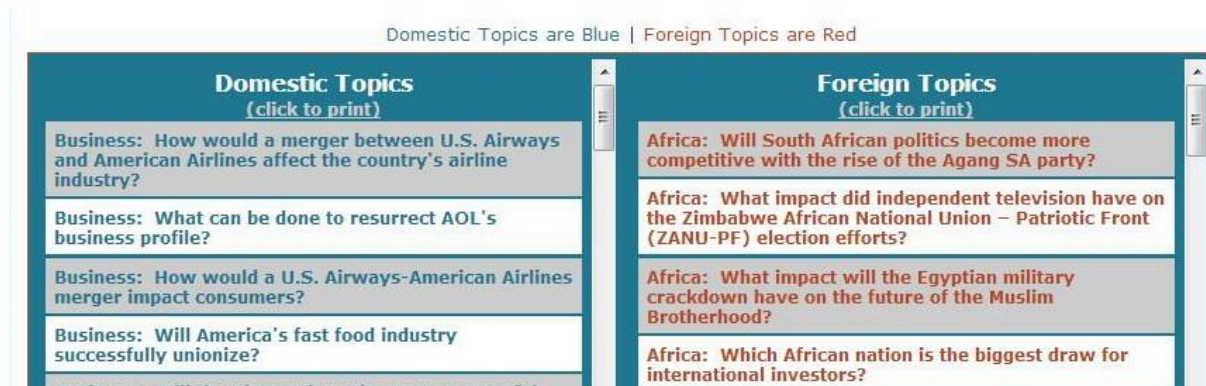 Domestic Topics are Blue | Foreign Topics are Red
Domestic Topics
(click to print)
Business: How would a merger between U.S. Airways
and American Airlines affect the country's airline
industry?
Business: What can be done to resurrect AOL's
business profile?
Business: How would a U.S. Airways-American Airlines
merger impact consumers?
Business: Will America's fast food industry
successfully unionize?
Foreign Topics
(click to print)
Africa: Will South African politics become more
competitive with the rise of the Agang SA party?
Africa: What impact did independent television have on
the Zimbabwe African National Union – Patriotic Front
(ZANU-PF) election efforts?
Africa: What impact will the Egyptian military
crackdown have on the future of the Muslim
Brotherhood?
Africa: Which African nation is the biggest draw for
international investors?